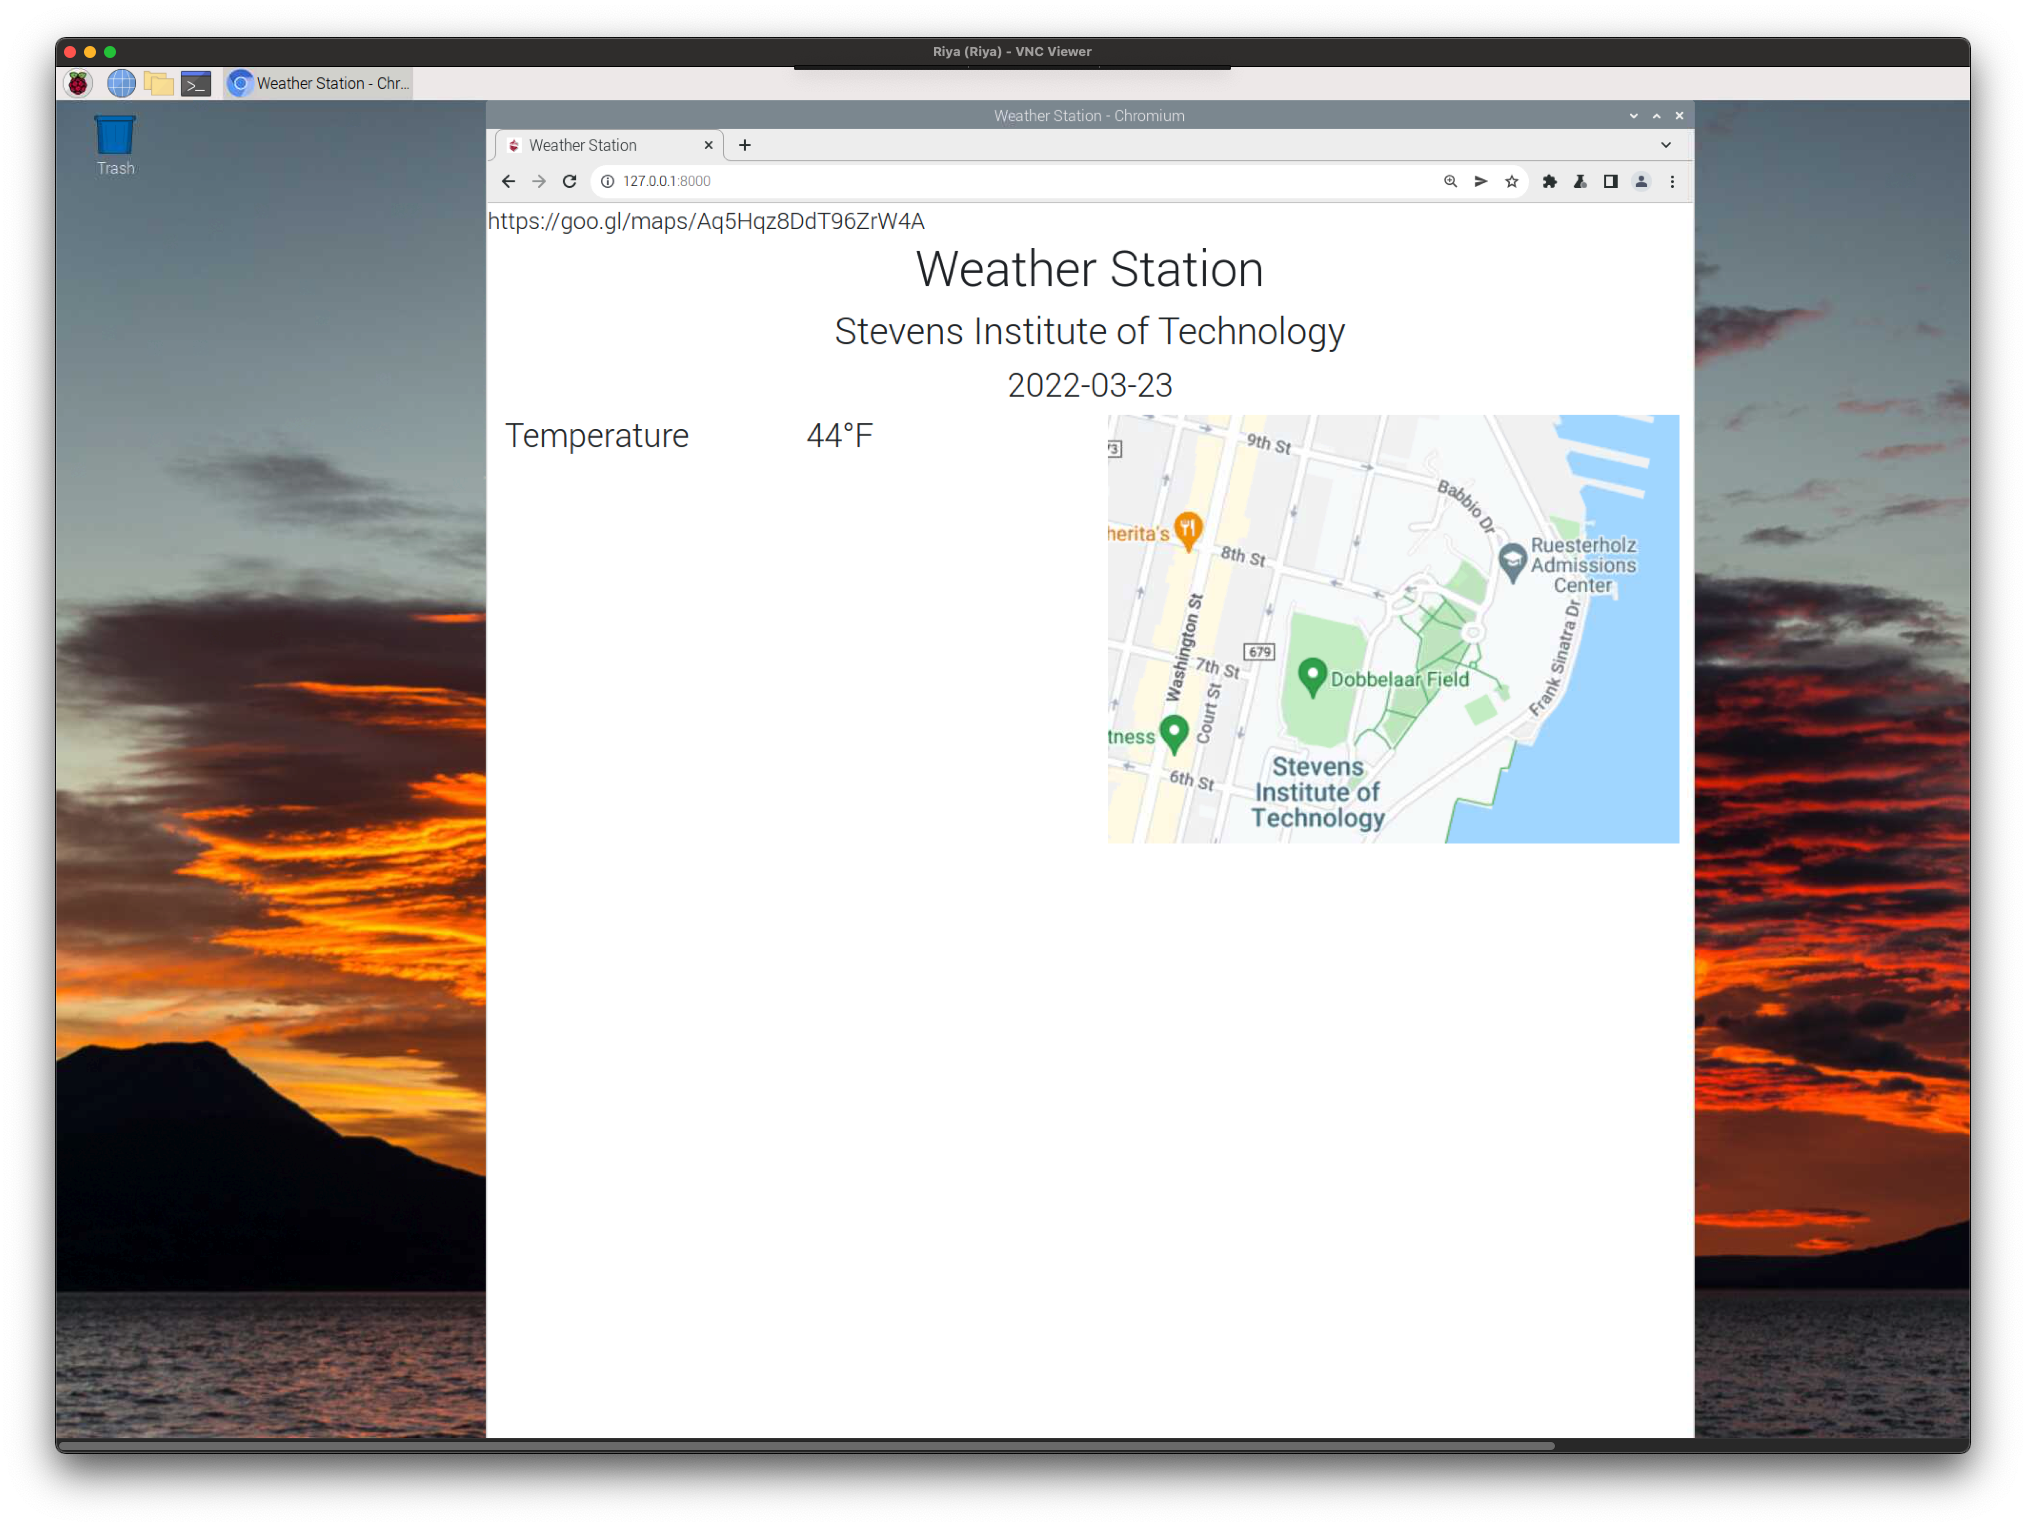 Riya (Riya) - VNC Viewer
Weather Station - Chr...
Trash
Weather Station - Chromium
Weather Station
127.0.0.1:8000
https://goo.gl/maps/Aq5Hqz8DdT96ZrW4A
Weather Station
Stevens Institute of Technology
2022-03-23
Temperature 44°F
9th St
73
Babbio Dr
herita's
8th St
Ruesterholz
Admissions
Center
Washington St
679
7th St
Dobbelaar Field
Frank Sinatra Dr
Court St
tness
6th St
Stevens
Institute of
Technology